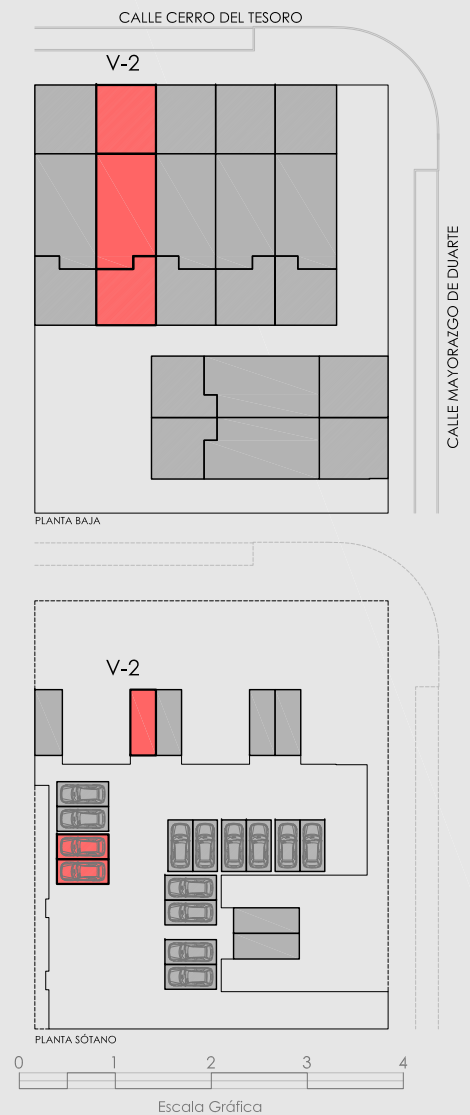 CALLE CERRO DEL TESORO
V-2
CALLE MAYORAZGO DE DUARTE
PLANTA BAJA
V-2
PLANTA SÓTANO
0 1 2 3 4
Escala Gráfica